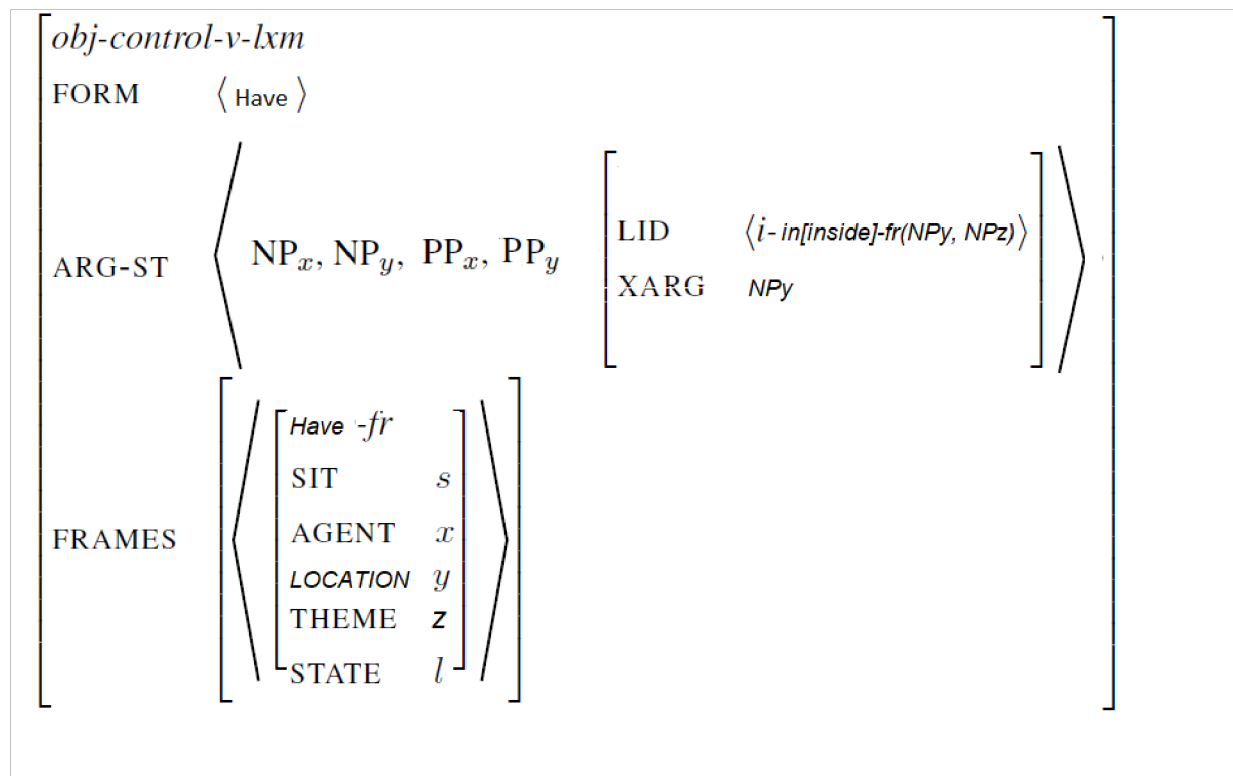 obj-control-v-lxm
FORM ⟨ Have ⟩
ARG-ST ⟨ NPx, NPy, PPx, PPy
LID ⟨i- in[inside]-fr(NPy, NPz)⟩
XARG NPy
Have -fr
SIT s
AGENT x
FRAMES
LOCATION y
THEME z
STATE l